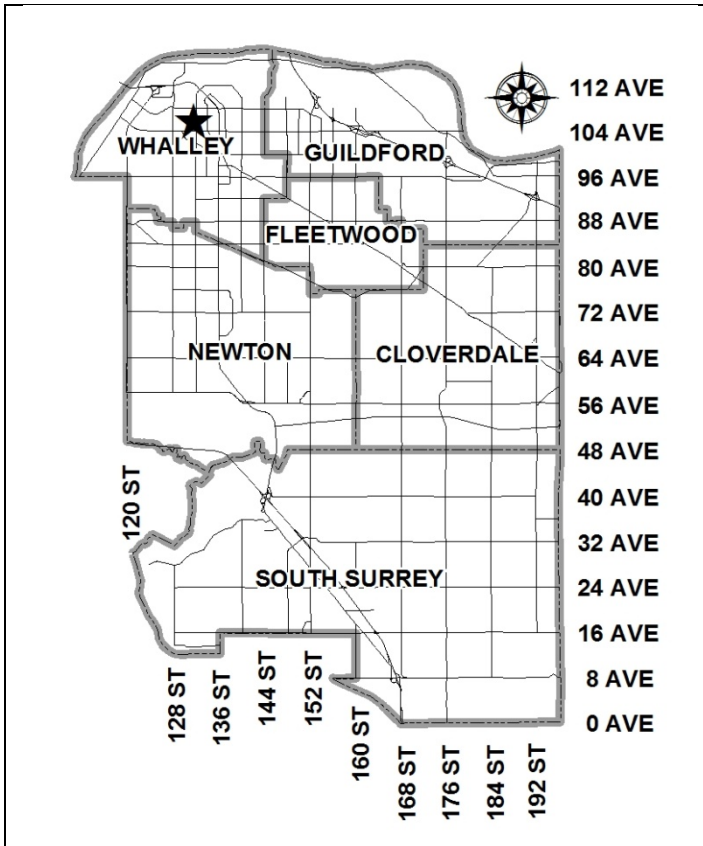 112 AVE
104 AVE
WHALLEY
GUILDFORD
96 AVE
88 AVE
FLEETWOOD
80 AVE
72 AVE
NEWTON
CLOVERDALE
64 AVE
56 AVE
48 AVE
120 ST
40 AVE
32 AVE
SOUTH SURREY
24 AVE
16 AVE
8 AVE
0 AVE
128 ST
136 ST
144 ST
152 ST
160 ST
168 ST
176 ST
184 ST
192 ST